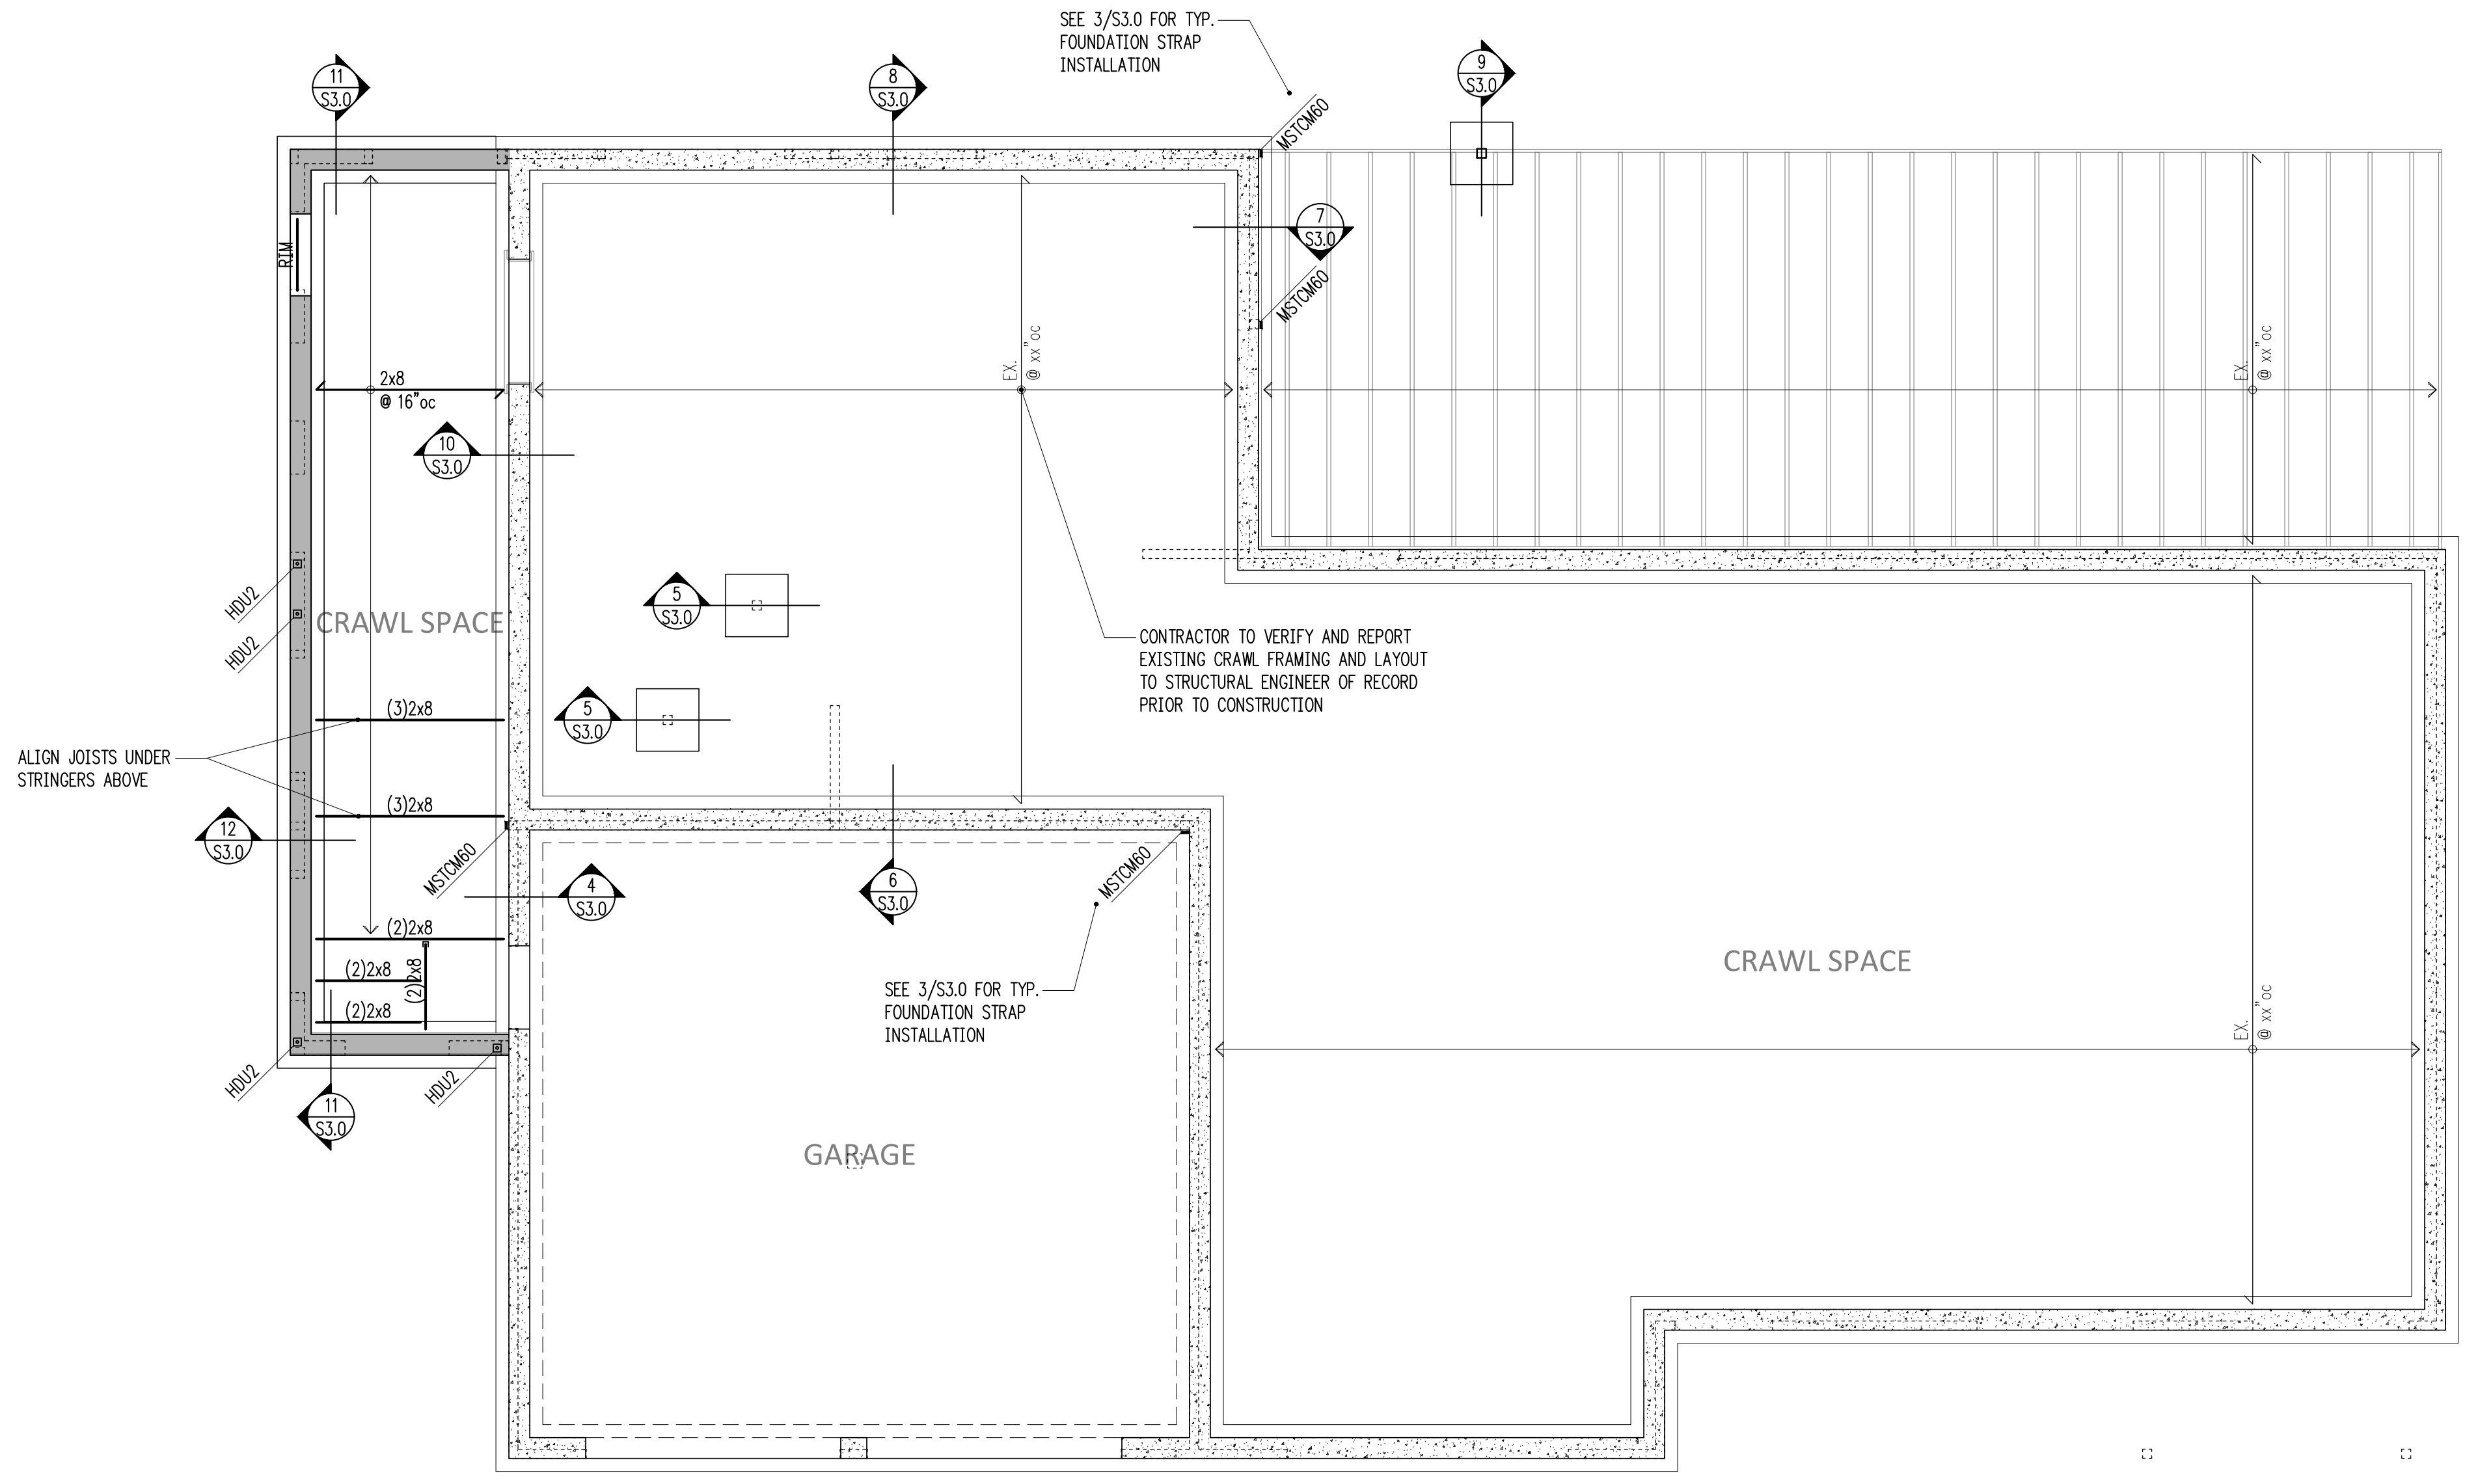 SEE 3/S3.0 FOR TYP.
FOUNDATION STRAP
INSTALLATION
11
S3.0
8
S3.0
9
S3.0
MSTCM60
7
S3.0
RIM
MSTCM60
EX.
@ xx"oc
EX.
@ xx"oc
2x8
@ 16"oc
10
S3.0
HDU2
CRAWL SPACE
HDU2
5
S3.0
5
S3.0
CONTRACTOR TO VERIFY AND REPORT
EXISTING CRAWL FRAMING AND LAYOUT
TO STRUCTURAL ENGINEER OF RECORD
PRIOR TO CONSTRUCTION
(3)2x8
ALIGN JOISTS UNDER
STRINGERS ABOVE
(3)2x8
12
S3.0
MSTCM60
4
S3.0
6
S3.0
MSTCM60
(2)2x8
(2)2x8
(2)2x8
(2)2x8
SEE 3/S3.0 FOR TYP.
FOUNDATION STRAP
INSTALLATION
CRAWL SPACE
EX.
@ xx"oc
HDU2
HDU2
11
S3.0
GARAGE